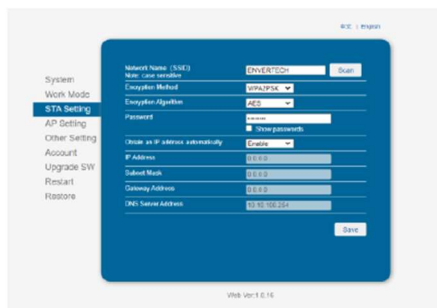 English
System
Work Mode
STA Setting
AP Setting
Other Setting
Account
Upgrade SW
Restart
Restore
Network Name (SSID)
Note: case sensitive
ENVERTECH
Scan
Encryption Method
WPA2PSK
Encryption Algorithm
AES
Password
Show passwords
Obtain an IP address automatically
Enable
IP Address
0.0.0.0
Subnet Mask
0.0.0.0
Gateway Address
0.0.0.0
DNS Server Address
Save
Web Ver:1.0.16